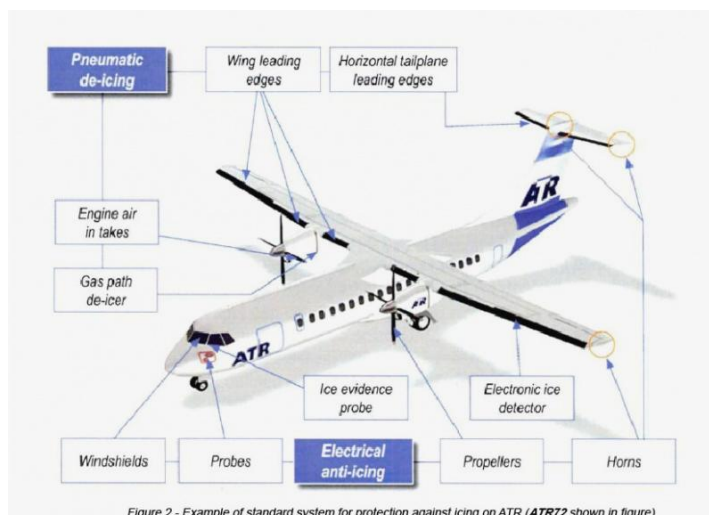 Pneumatic
de-icing
Wing leading
edges
Horizontal tailplane
leading edges
Engine air
in takes
Gas path
de-icer
ATR
ATR
AR
Ice evidence
probe
Electronic ice
detector
Windshields
Probes
Electrical
anti-icing
Propellers
Horns
Figure 2 - Example of standard system for protection against icing on ATR (ATR72 shown in figure)